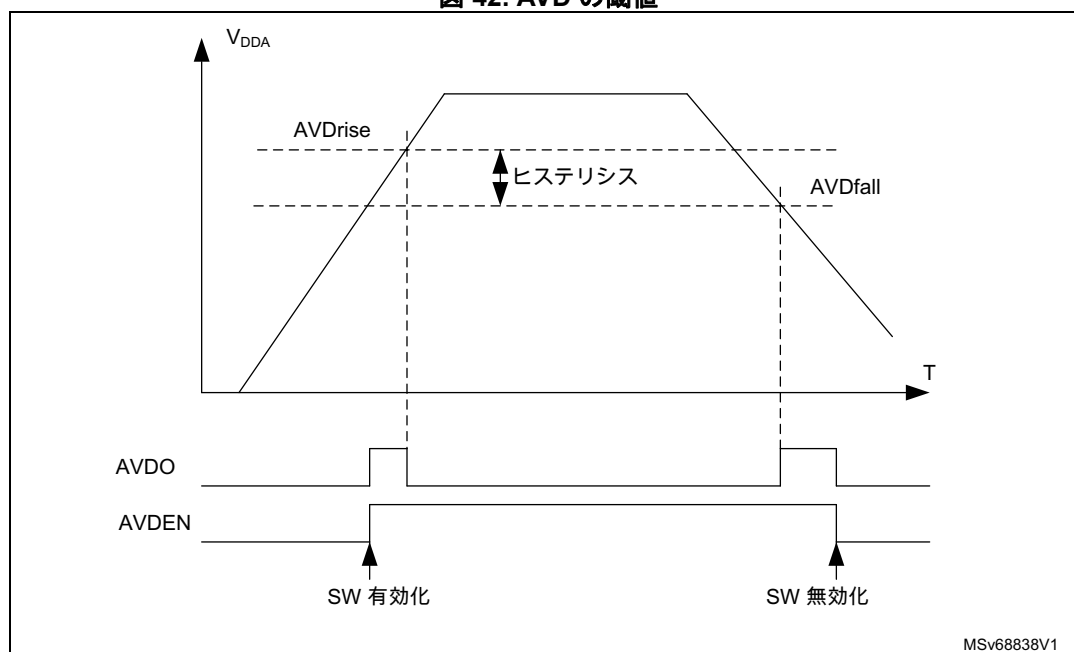 図 42. AVD の閾値
VDDA
AVDrise
ヒステリシス
AVDfall
T
AVDO
AVDEN
SW 有効化
SW 無効化
MSv68838V1